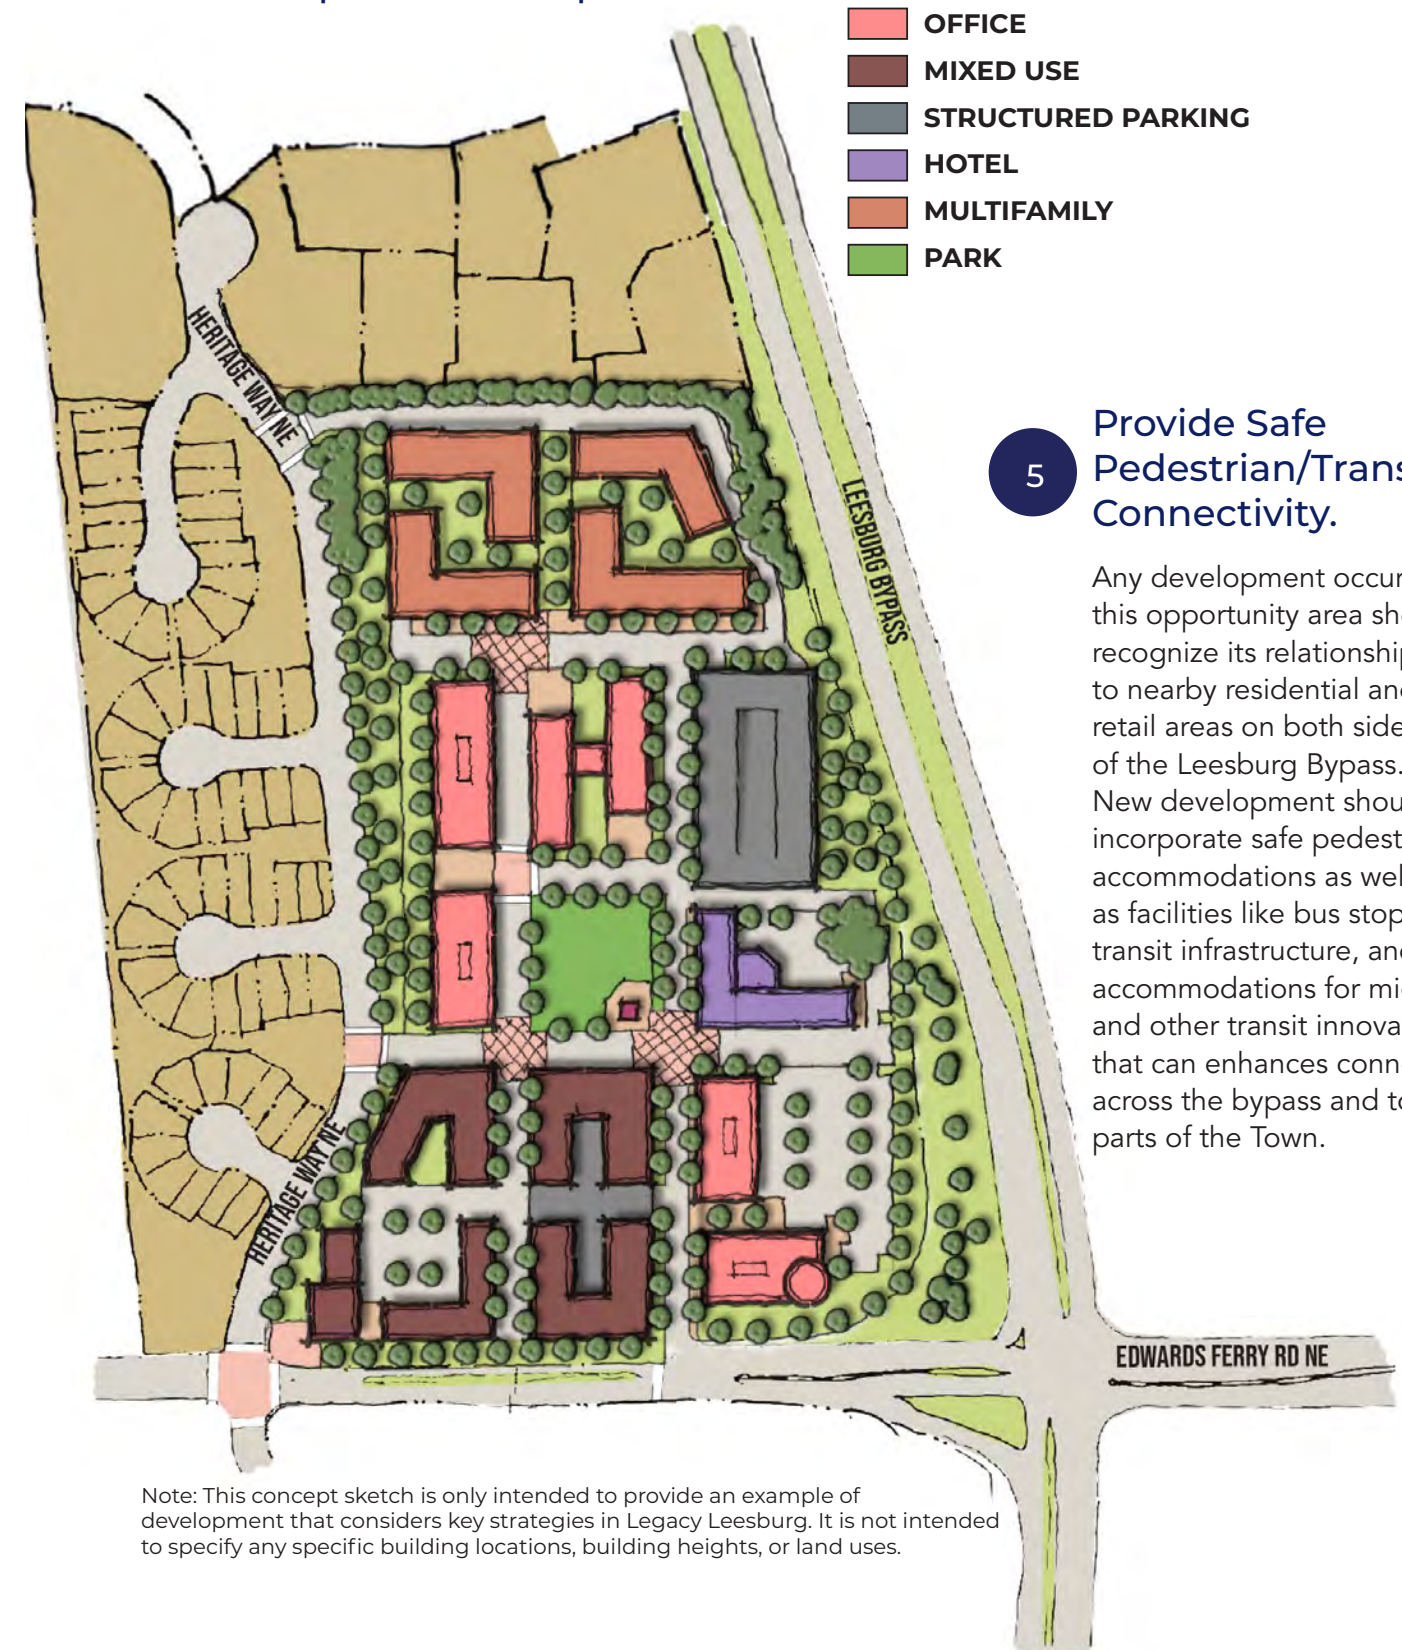 OFFICE
MIXED USE
STRUCTURED PARKING
HOTEL
MULTIFAMILY
PARK
HERITAGE WAY NE
LEESBURG BYPASS
5
Provide Safe
Pedestrian/Trans
Connectivity.
Any development occur
this opportunity area sh
recognize its relationship
to nearby residential and
retail areas on both side
of the Leesburg Bypass.
New development shou
incorporate safe pedest
accommodations as wel
as facilities like bus stop
transit infrastructure, and
accommodations for mi
and other transit innova
that can enhances conn
across the bypass and to
parts of the Town.
HERITAGE WAY NE
EDWARDS FERRY RD NE
Note: This concept sketch is only intended to provide an example of
development that considers key strategies in Legacy Leesburg. It is not intended
to specify any specific building locations, building heights, or land uses.